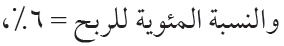 والنسبة المئوية للربح = ٦٪،